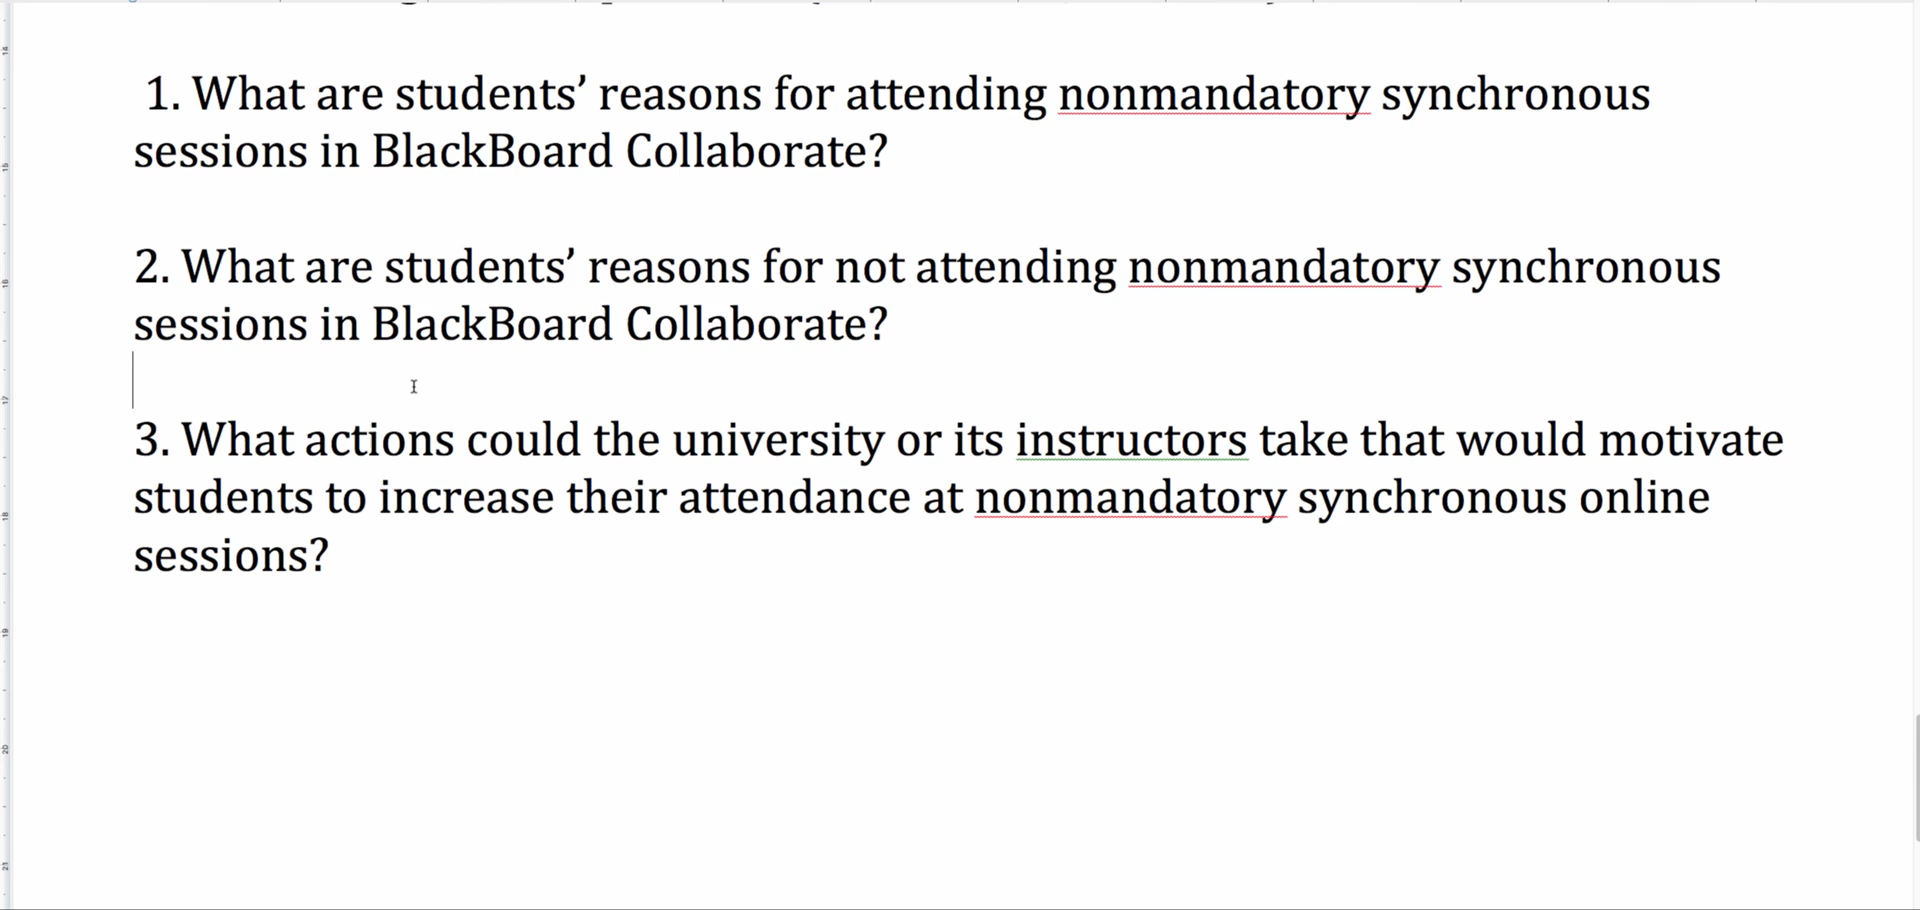 1. What are students’ reasons for attending nonmandatory synchronous
sessions in BlackBoard Collaborate?
2. What are students’ reasons for not attending nonmandatory synchronous
sessions in BlackBoard Collaborate?
3. What actions could the university or its instructors take that would motivate
students to increase their attendance at nonmandatory synchronous online
sessions?